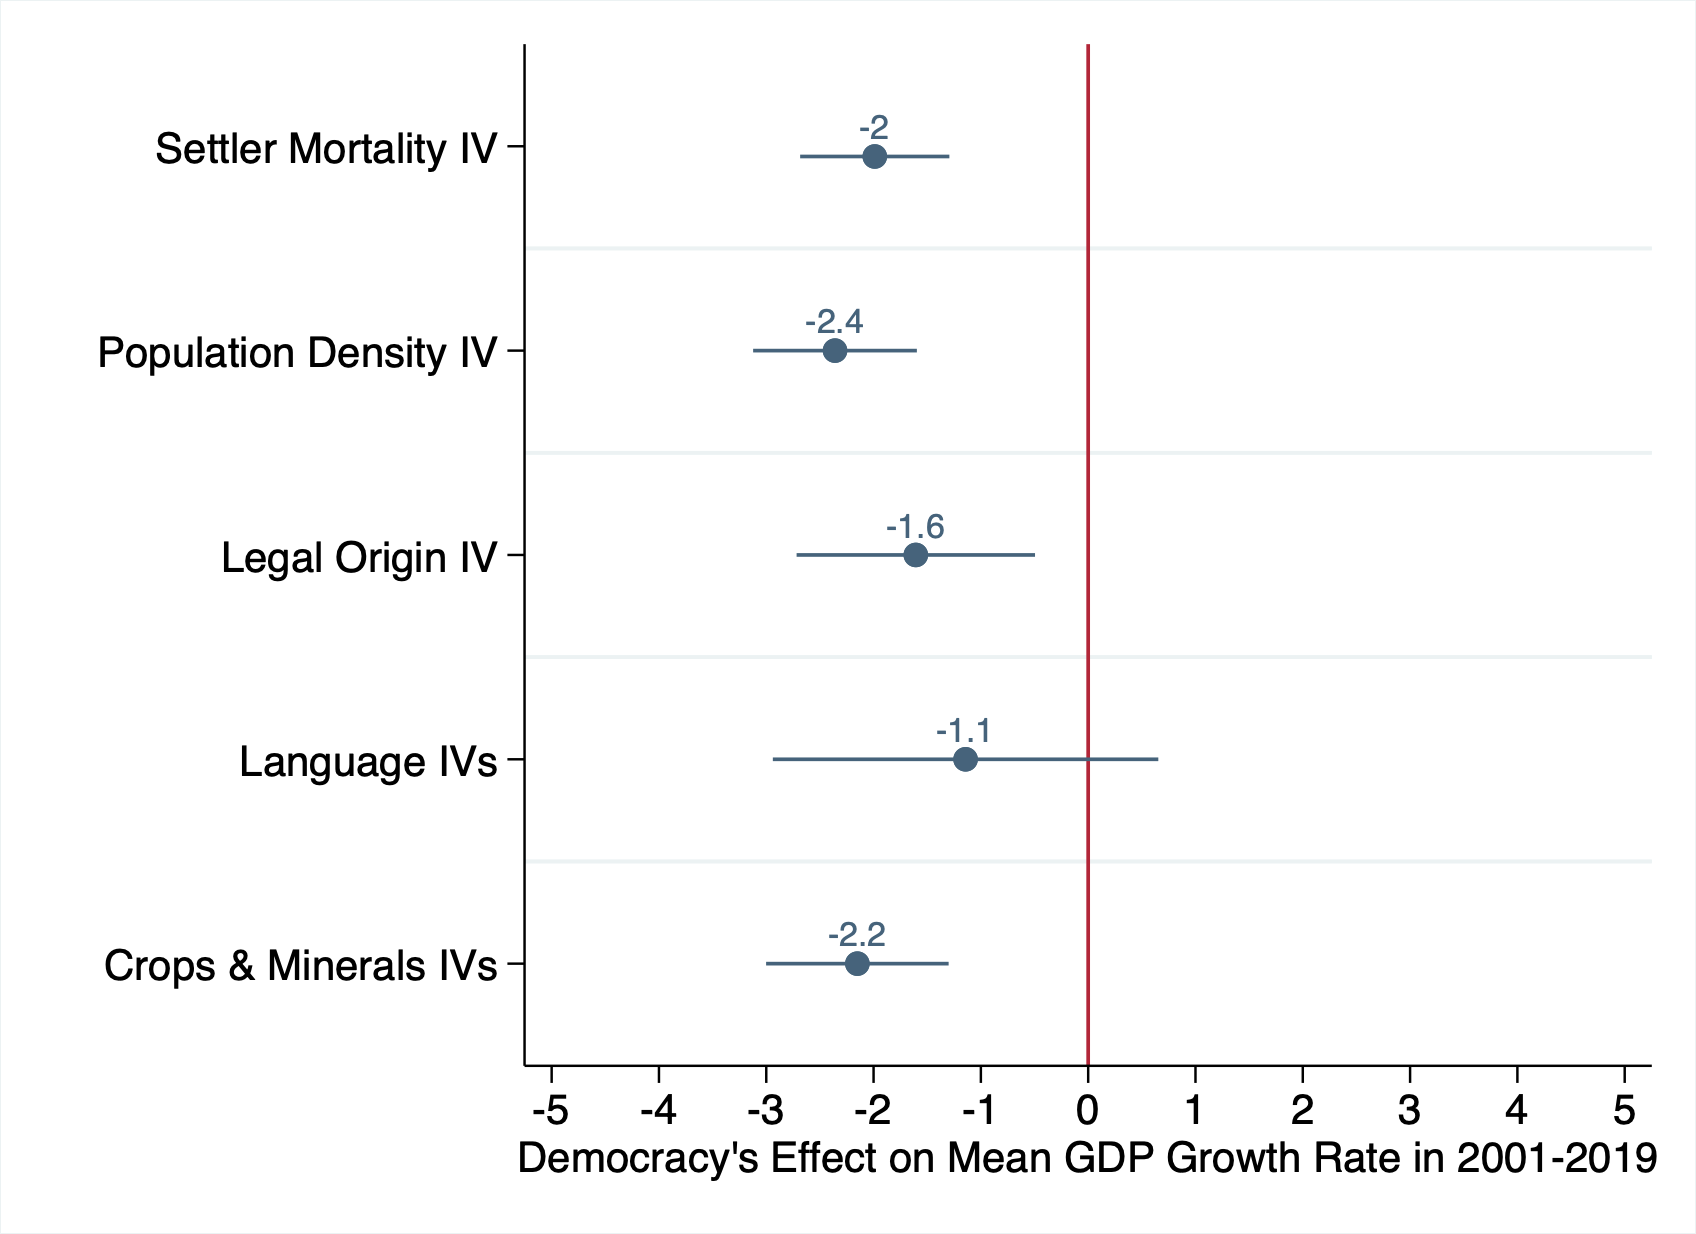 Settler Mortality IV
-2
Population Density IV
-2.4
Legal Origin IV
-1.6
Language IVs
-1.1
Crops & Minerals IVs
-2.2
-5 -4 -3 -2 -1 0 1 2 3 4 5
Democracy's Effect on Mean GDP Growth Rate in 2001-2019